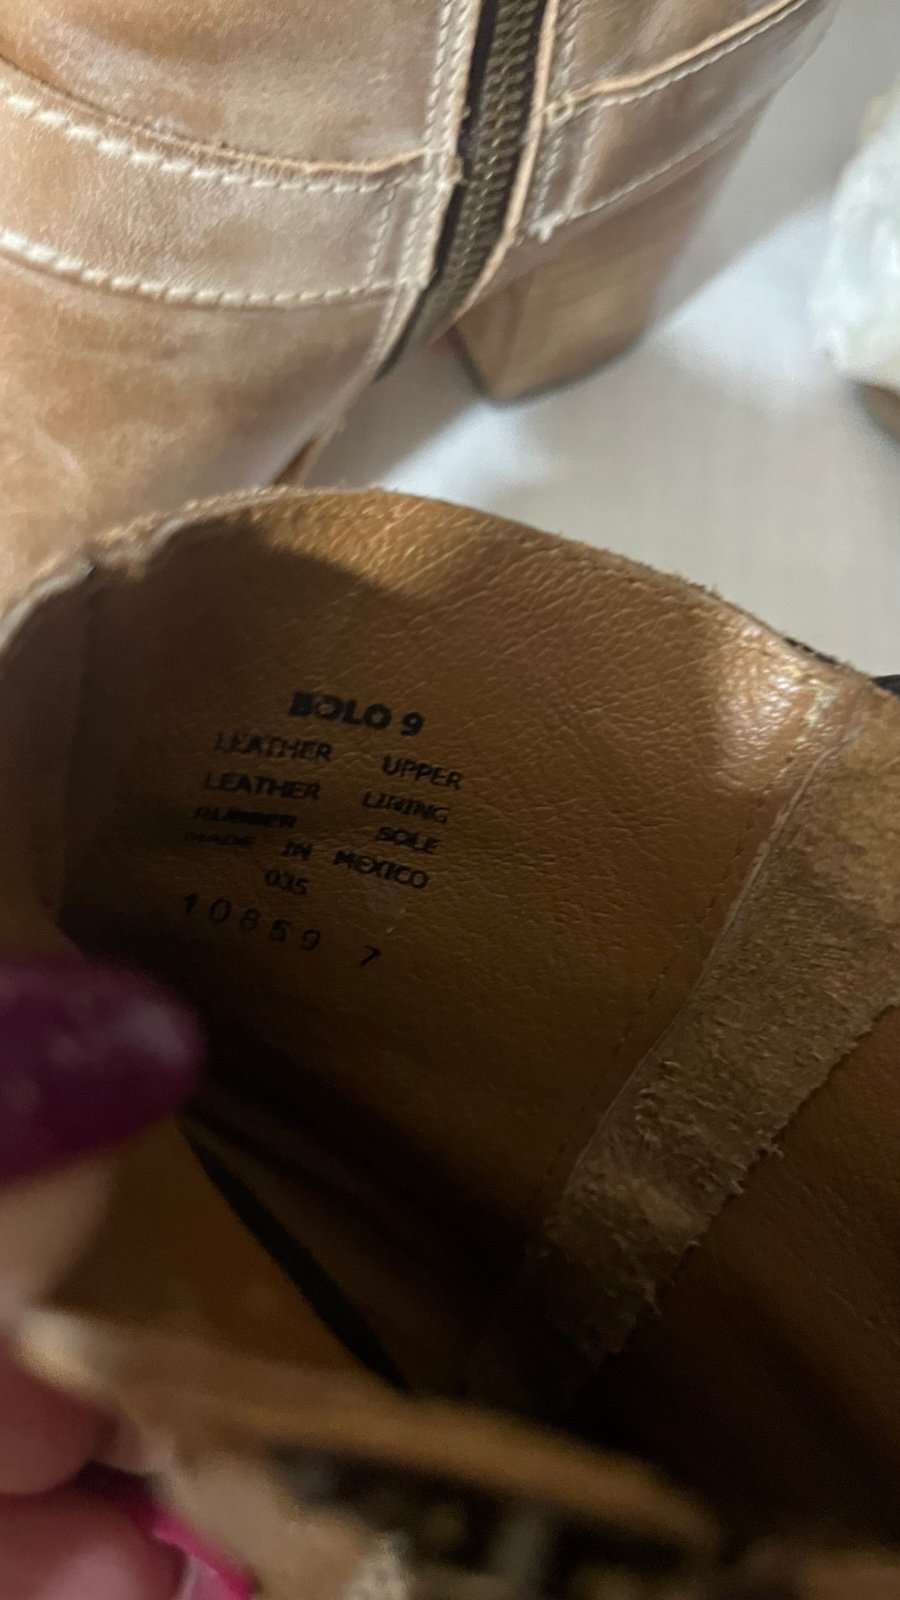 BOLO 9
LEATHER UPPER
LEATHER LINING
RUBBER SOLE
MADE IN MEXICO
035
10859 7